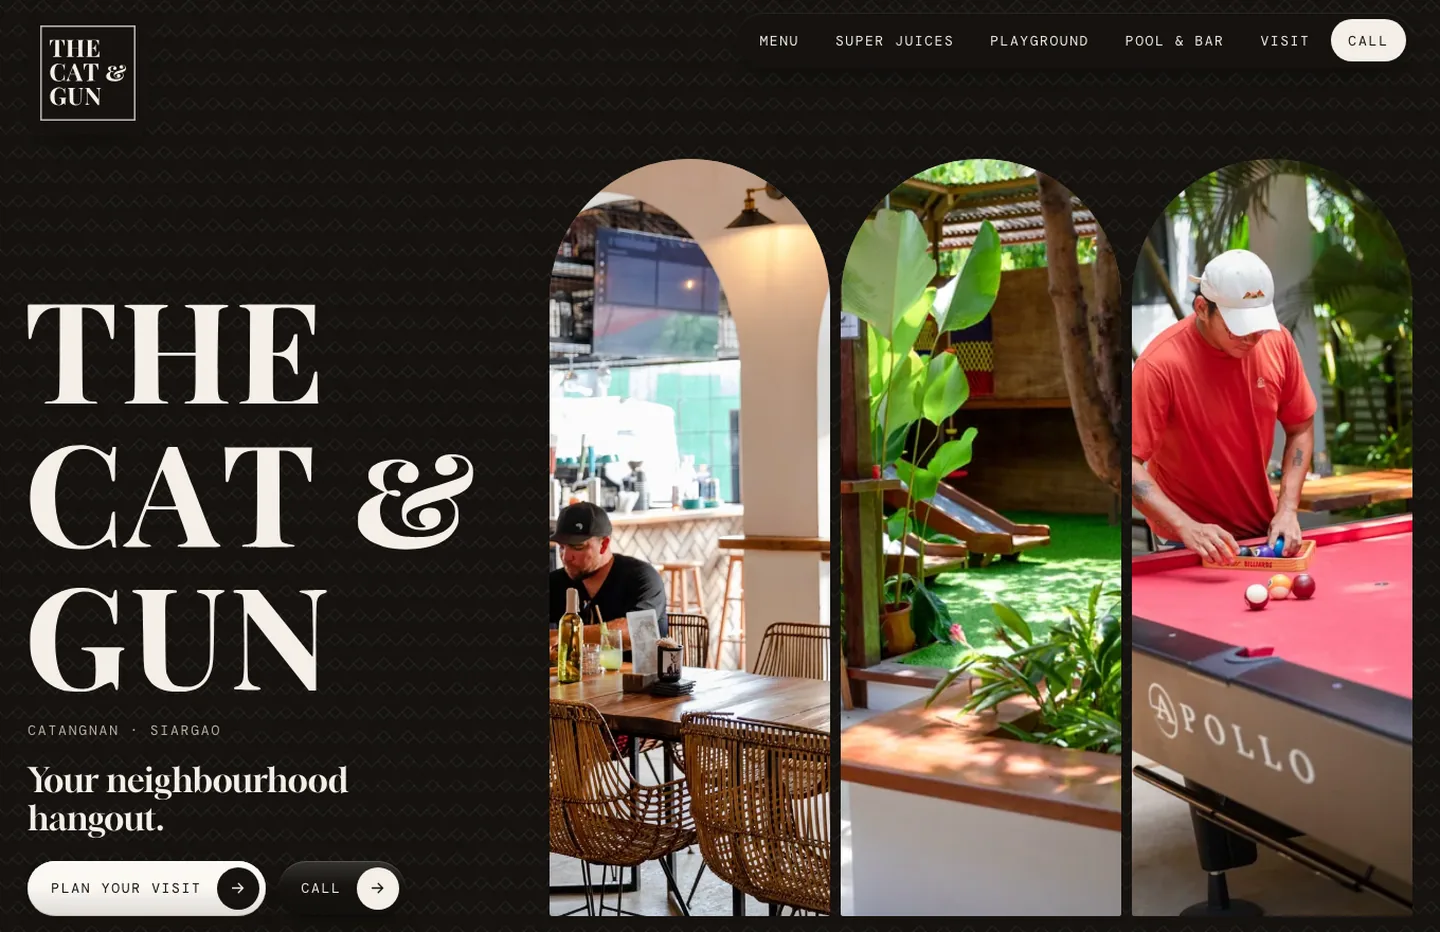 THE
CAT &
GUN
MENU SUPER JUICES PLAYGROUND POOL & BAR VISIT CALL
THE
CAT &
GUN
CATANGNAN · SIARGAO
Your neighbourhood
hangout.
PLAN YOUR VISIT → CALL →
BILLIARDS
APOLLO